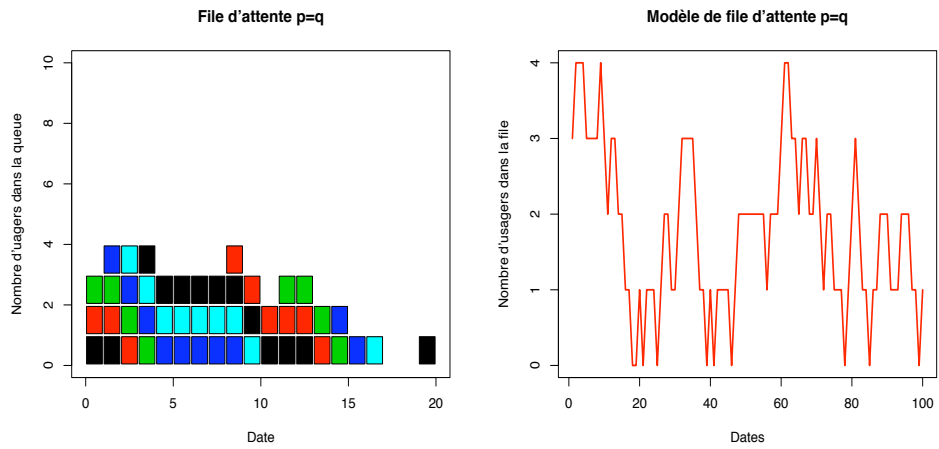 File d'attente p=q
Nombre d'uagers dans la queue
10
8
6
4
2
0
0 5 10 15 20
Date
Modèle de file d'attente p=q
Nombre d'usagers dans la file
4
3
2
1
0
0 20 40 60 80 100
Dates